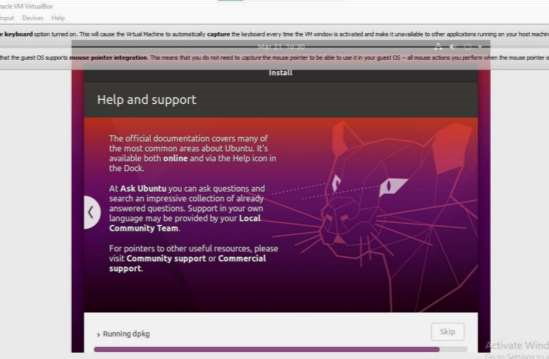 racle VM VirtualBox
Input Devices Help
e keyboard option turned on. This will cause the Virtual Machine to automatically capture the keyboard every time the VM window is activated and make it unavailable to other applications running on your host machin
Mar 21, 10:30
that the guest OS supports mouse pointer integration. This means that you do not need to capture the mouse pointer to be able to use it in your guest OS – all mouse actions you perform when the mouse pointer is
Install
Help and support
The official documentation covers many of
the most common areas about Ubuntu. It's
available both online and via the Help icon in
the Dock.
At Ask Ubuntu you can ask questions and
search an impressive collection of already
answered questions. Support in your own
language may be provided by your Local
Community Team.
For pointers to other useful resources, please
visit Community support or Commercial
support.
Running dpkg
Skip
Activate Wind